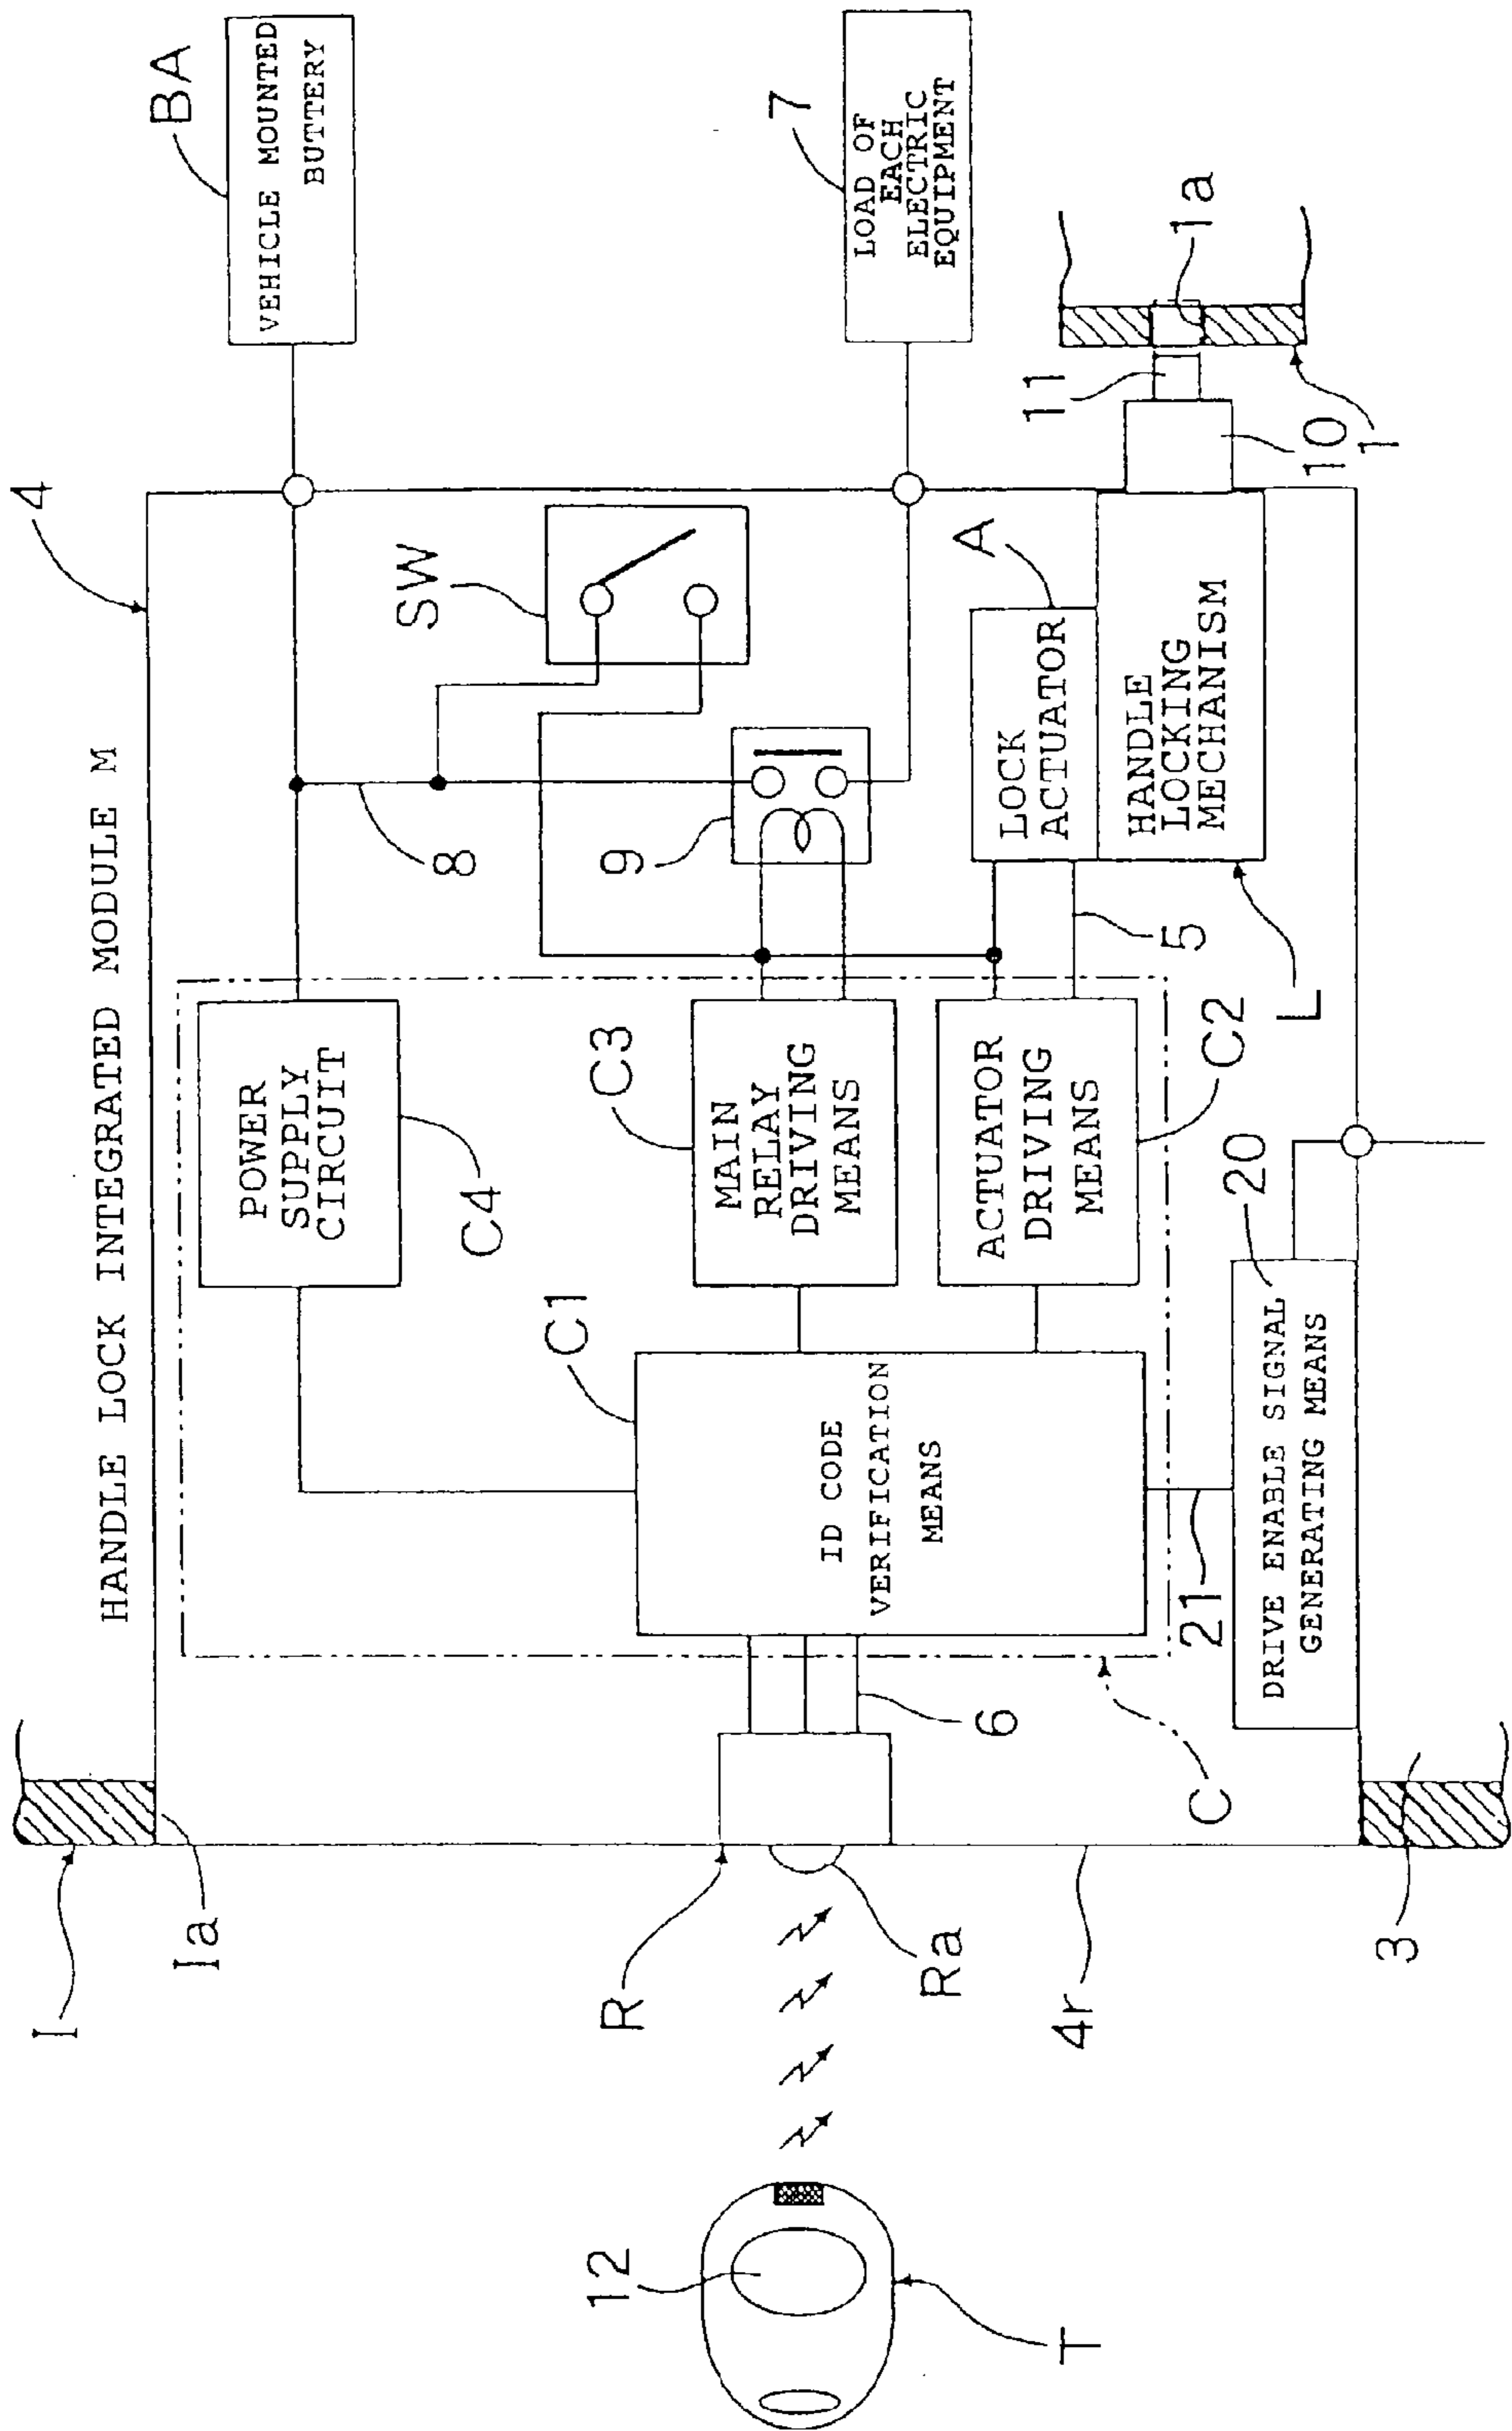 HANDLE LOCK INTEGRATED MODULE M
4
BA
VEHICLE MOUNTED
BUTTERY
I
Ia
POWER
SUPPLY
CIRCUIT
C4
8
SW
7
LOAD OF
EACH
ELECTRIC
EQUIPMENT
C1
C3
9
R
Ra
12
T
6
ID CODE
VERIFICATION
MEANS
MAIN
RELAY
DRIVING
MEANS
ACTUATOR
DRIVING
MEANS
C2
LOCK
ACTUATOR
A
HANDLE
LOCKING
MECHANISM
5
L
11
10
1
1a
4r
C
21
20
DRIVE ENABLE SIGNAL
GENERATING MEANS
3